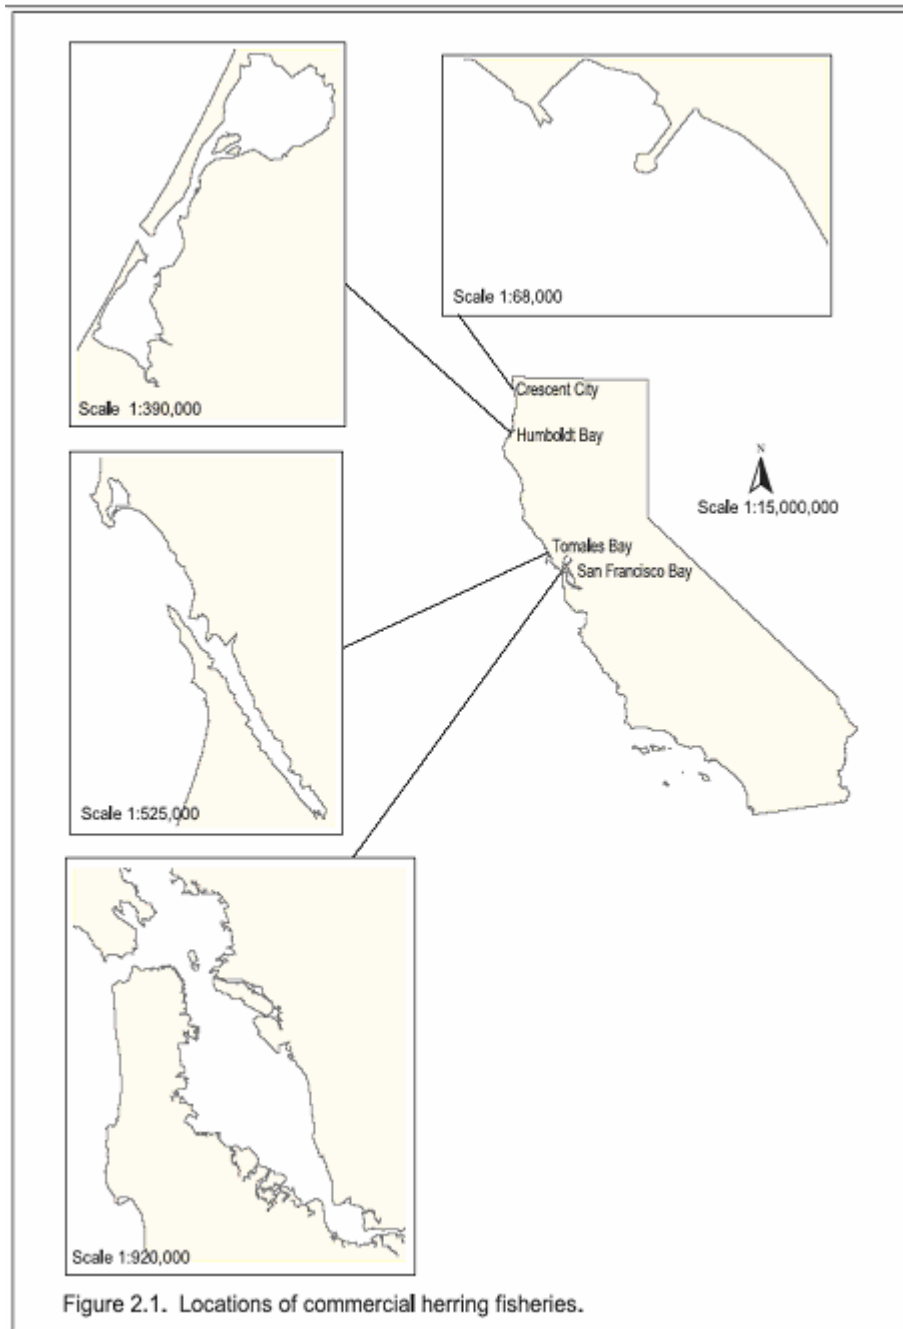 Scale 1:390,000
Scale 1:68,000
Crescent City
Humboldt Bay
N
Scale 1:15,000,000
Tomales Bay
San Francisco Bay
Scale 1:525,000
Scale 1:920,000
Figure 2.1. Locations of commercial herring fisheries.